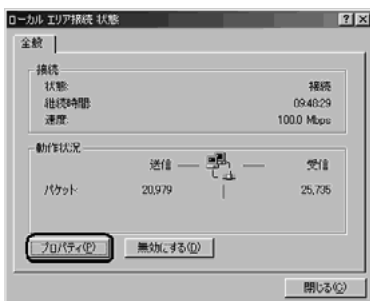 ローカル エリア接続 状態
全般
接続
状態: 接続
継続時間: 09:48:29
速度: 100.0 Mbps
動作状況
送信 受信
パケット: 20,979 25,735
プロパティ(P) 無効にする(D)
閉じる(C)